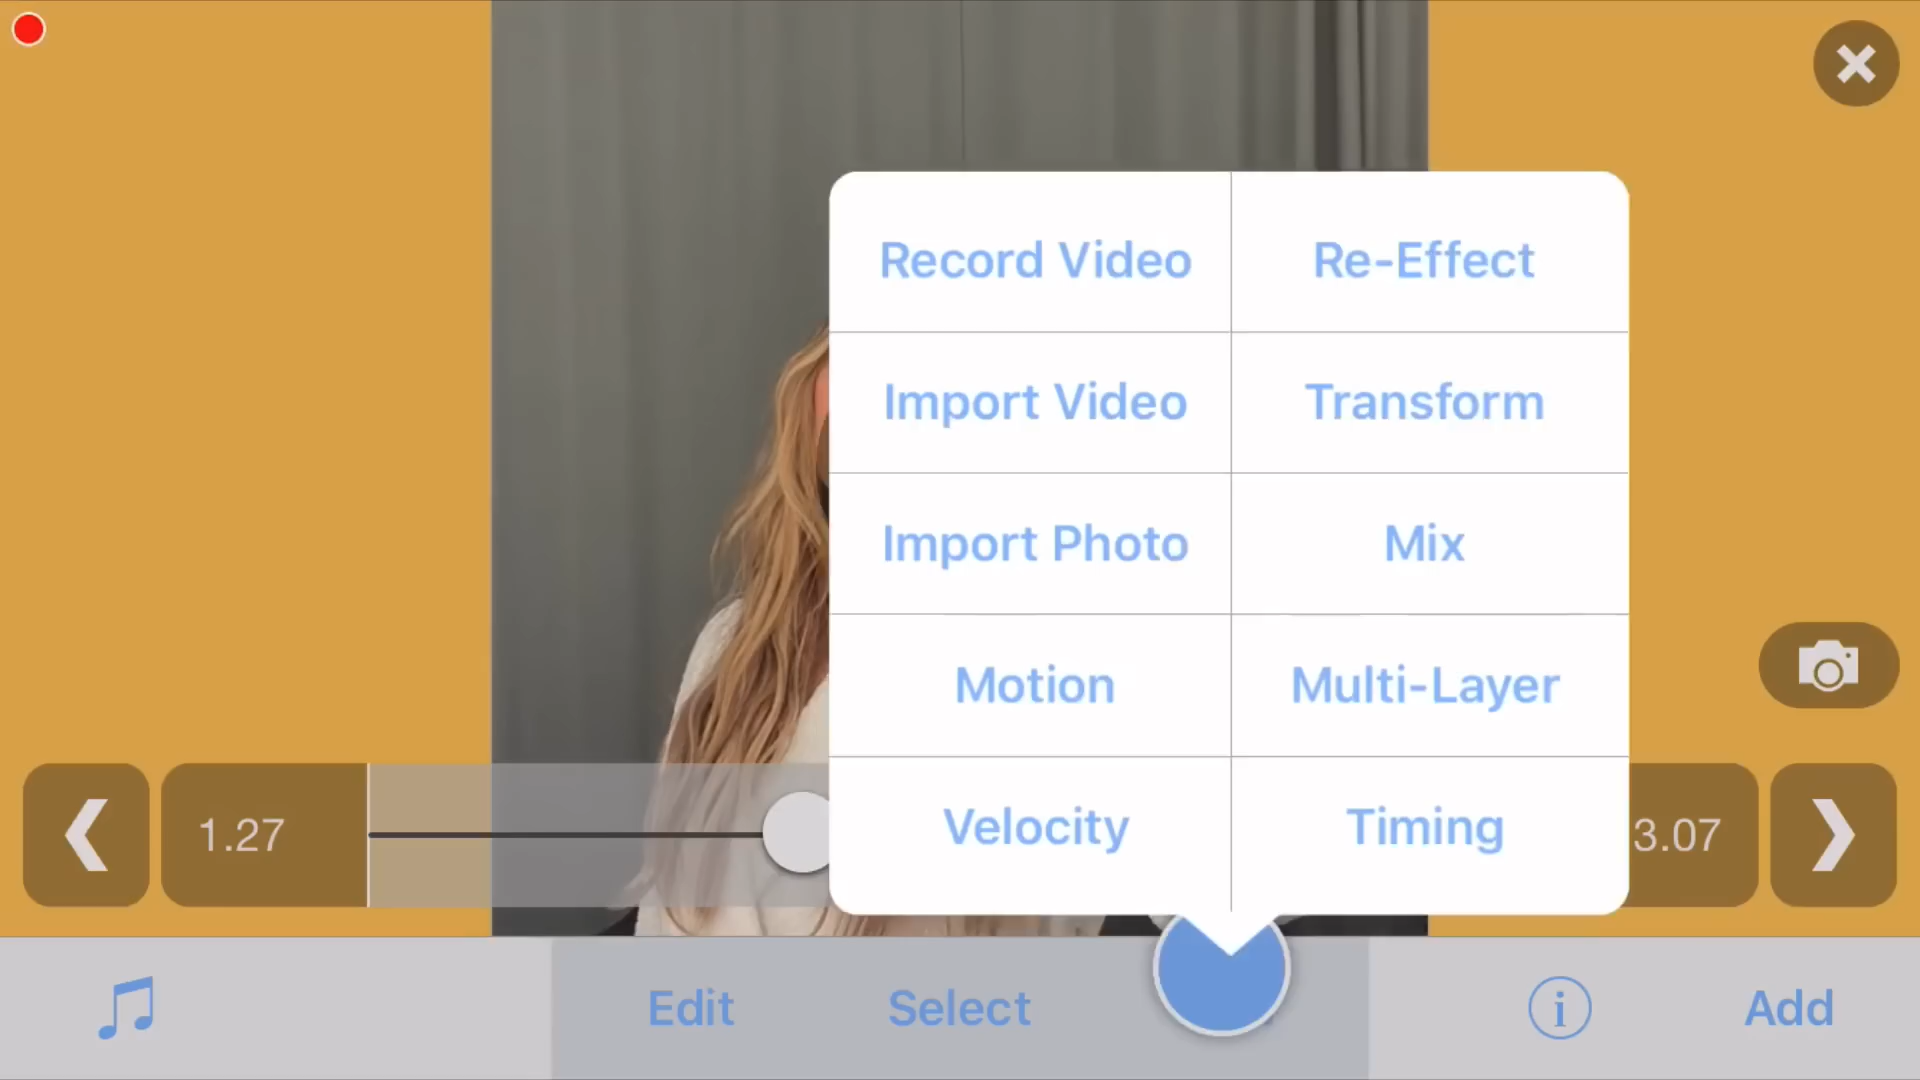 Record Video
Re-Effect
Import Video
Transform
Import Photo
Mix
Motion
Multi-Layer
Velocity
Timing
1.27
3.07
Edit
Select
i
Add